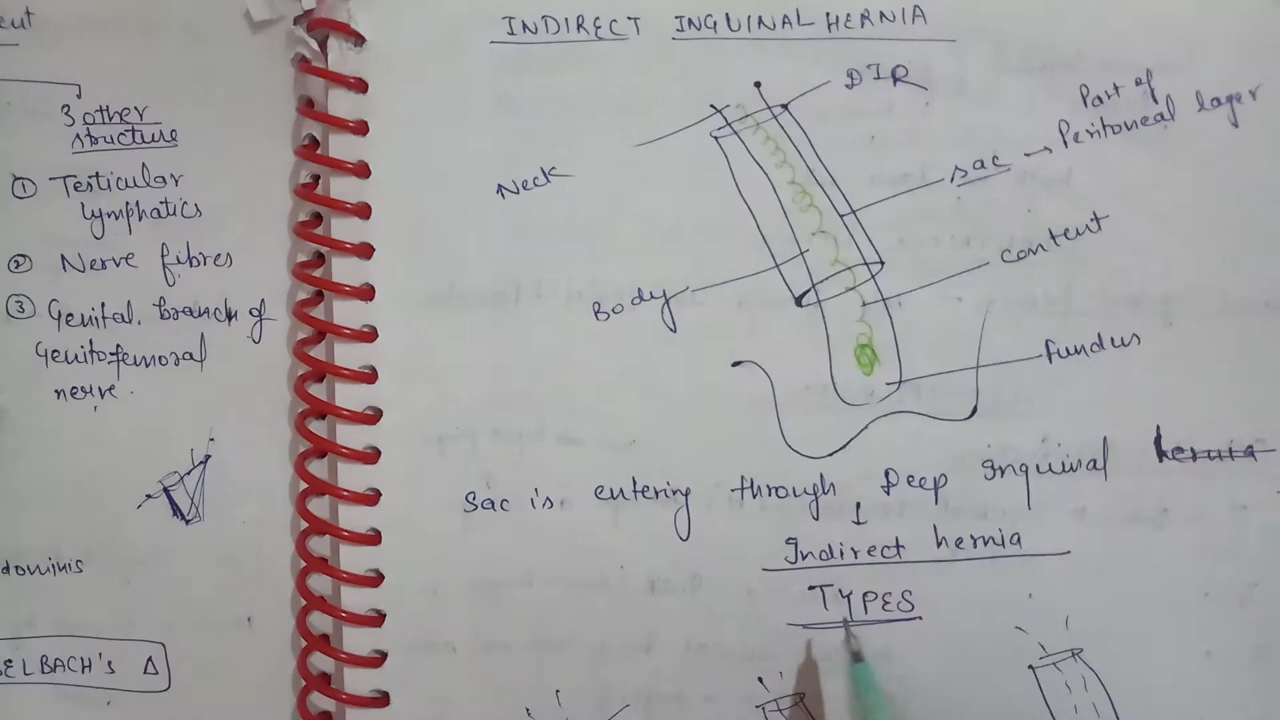 eut
3 other
structure
① Testicular
lymphatics
② Nerve fibres
③ Genital. branch of
Genitofemoral
nerve.
dominis
ELBACH's Δ
INDIRECT INGUINAL HERNIA
DIR
Part of
Peritoneal layer
sac →
Neck
content
Body
fundus
Sac is entering through Deep inguinal hernia
↓
Indirect hernia
TYPES